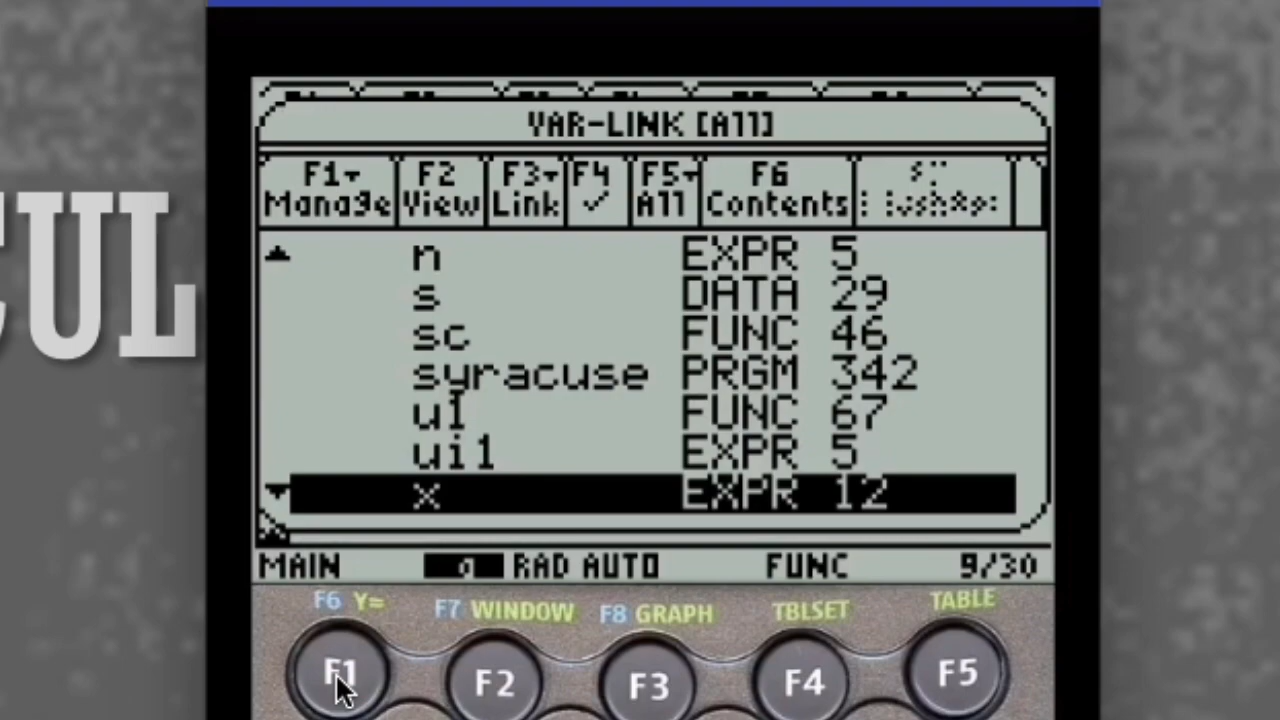 CUL
VAR-LINK [All]
F1 F2 F3 F4 F5 F6
Manage View Link ✓ All Contents
n EXPR 5
s DATA 29
sc FUNC 46
syracuse PRGM 342
u1 FUNC 67
ui1 EXPR 5
x EXPR 12
MAIN RAD AUTO FUNC 9/30
F6 Y= F7 WINDOW F8 GRAPH TBLSET TABLE
F1 F2 F3 F4 F5